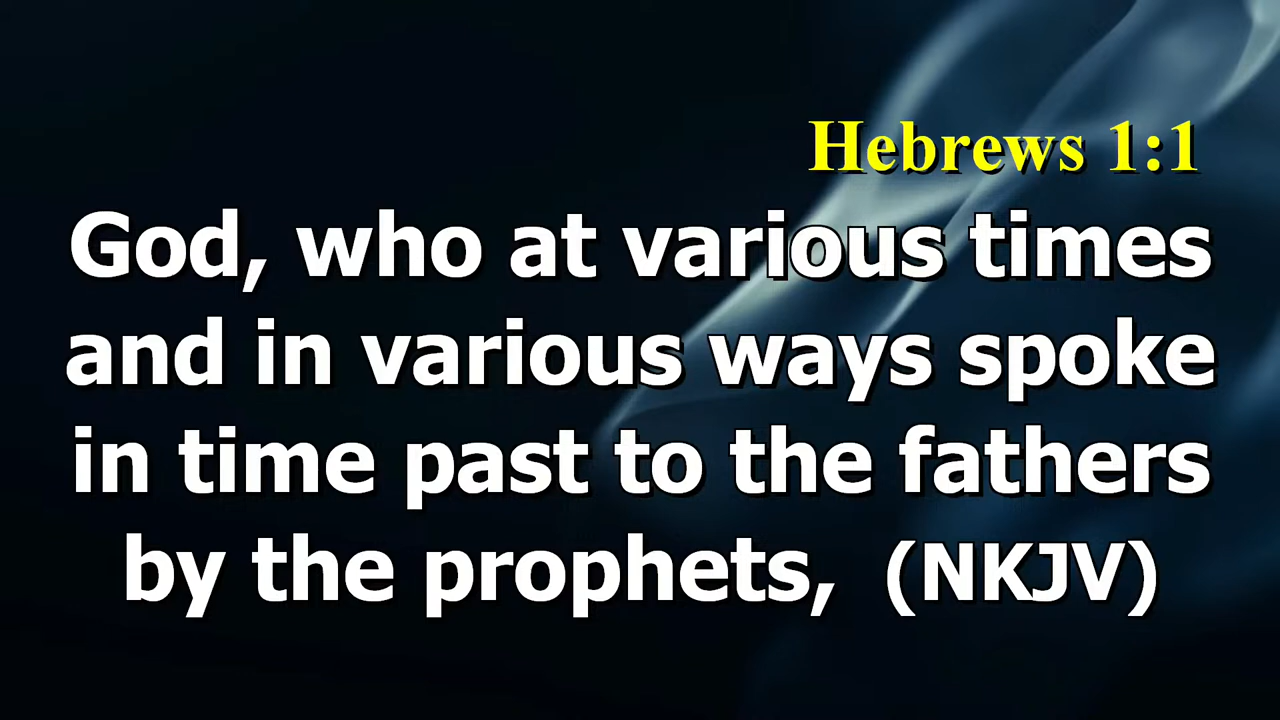 Hebrews 1:1
God, who at various times
and in various ways spoke
in time past to the fathers
by the prophets,  (NKJV)